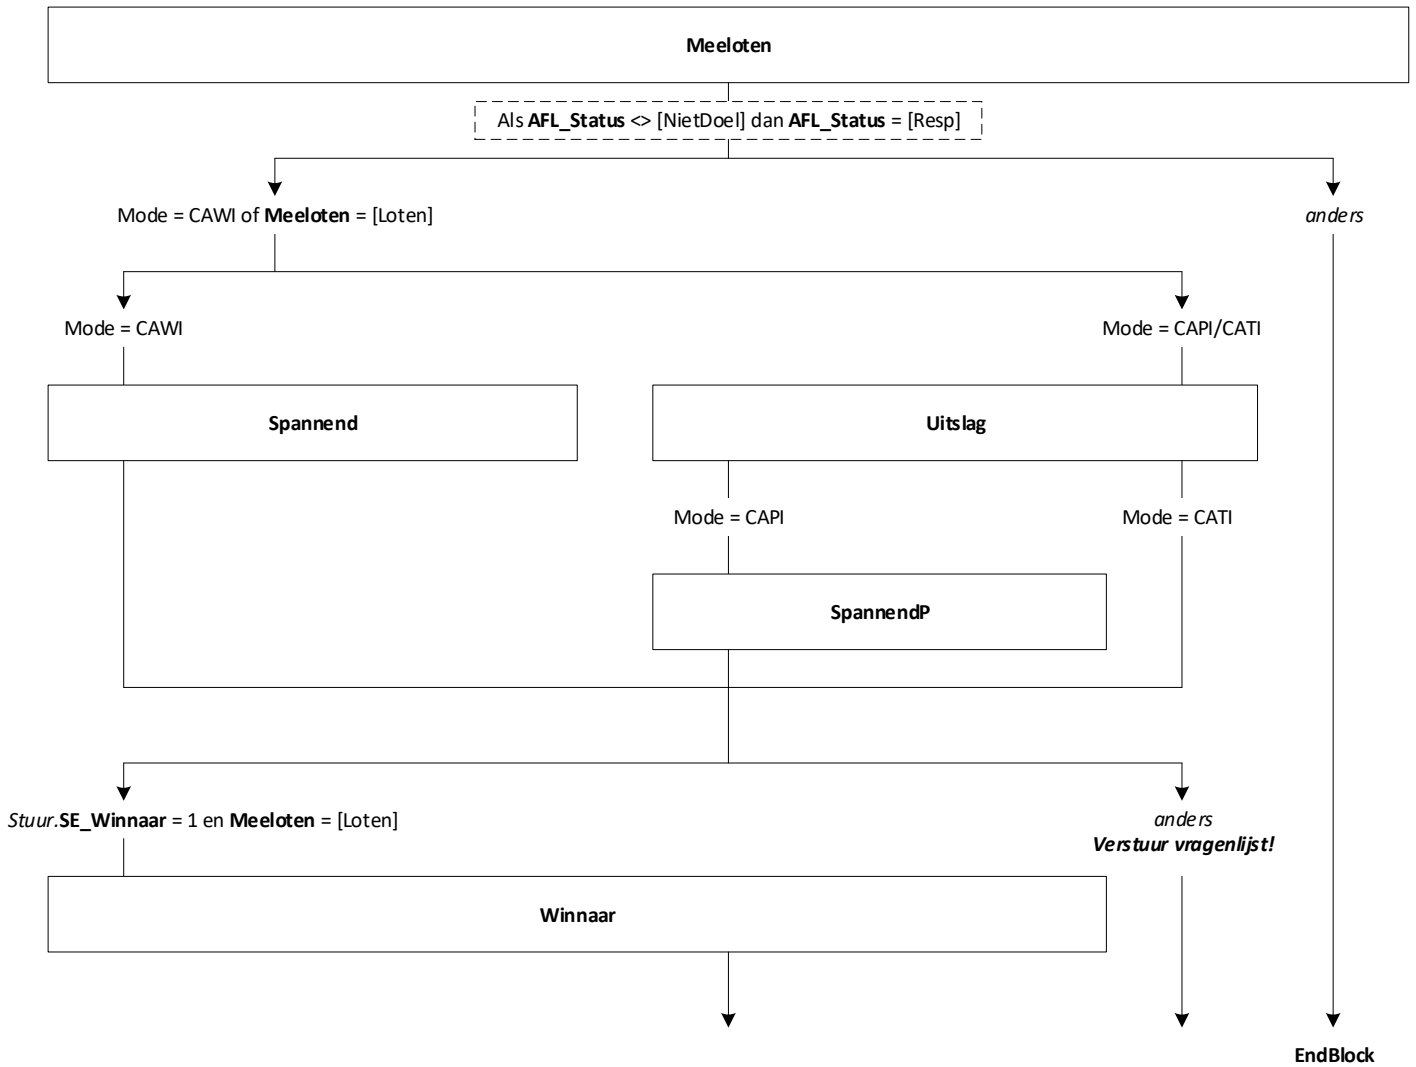 Meeloten
Als AFL_Status <> [NietDoel] dan AFL_Status = [Resp]
Mode = CAWI of Meeloten = [Loten]
anders
Mode = CAWI
Mode = CAPI/CATI
Spannend
Uitslag
Mode = CAPI
Mode = CATI
SpannendP
Stuur.SE_Winnaar = 1 en Meeloten = [Loten]
anders
Verstuur vragenlijst!
Winnaar
EndBlock